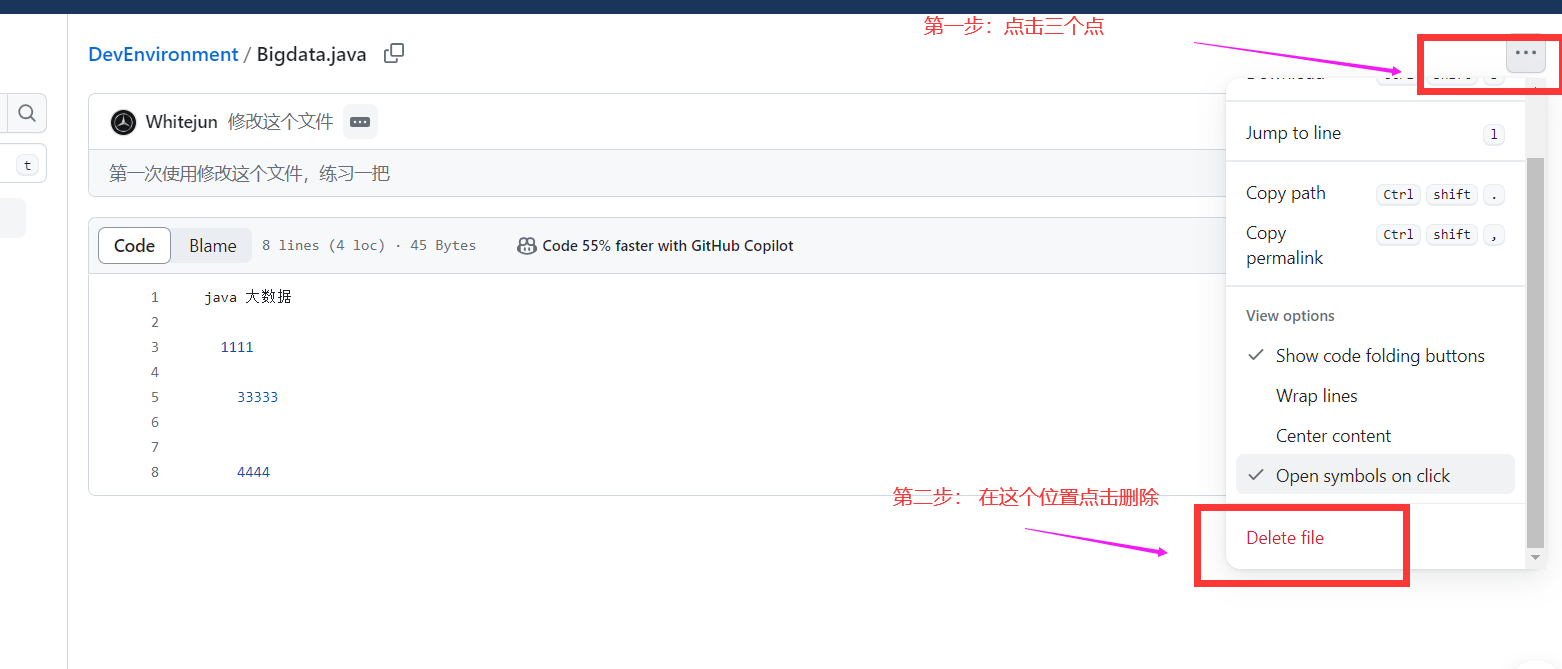 第一步：点击三个点
DevEnvironment / Bigdata.java
Whitejun 修改这个文件
第一次使用修改这个文件，练习一把
t
Code Blame 8 lines (4 loc) · 45 Bytes Code 55% faster with GitHub Copilot
1 java 大数据
2
3 1111
4
5 33333
6
7
8 4444
第二步： 在这个位置点击删除
Jump to line l
Copy path Ctrl shift .
Copy permalink Ctrl shift ,
View options
Show code folding buttons
Wrap lines
Center content
Open symbols on click
Delete file